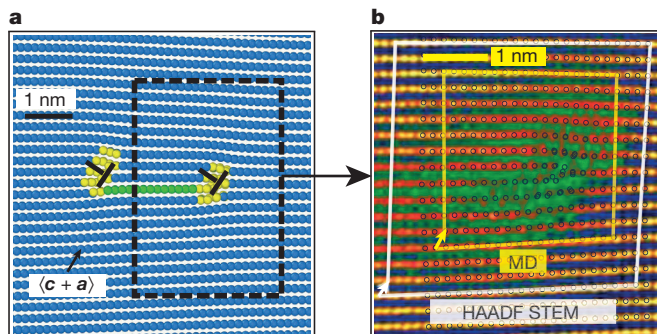 a
b
1 nm
1 nm
⟨c + a⟩
MD
HAADF STEM